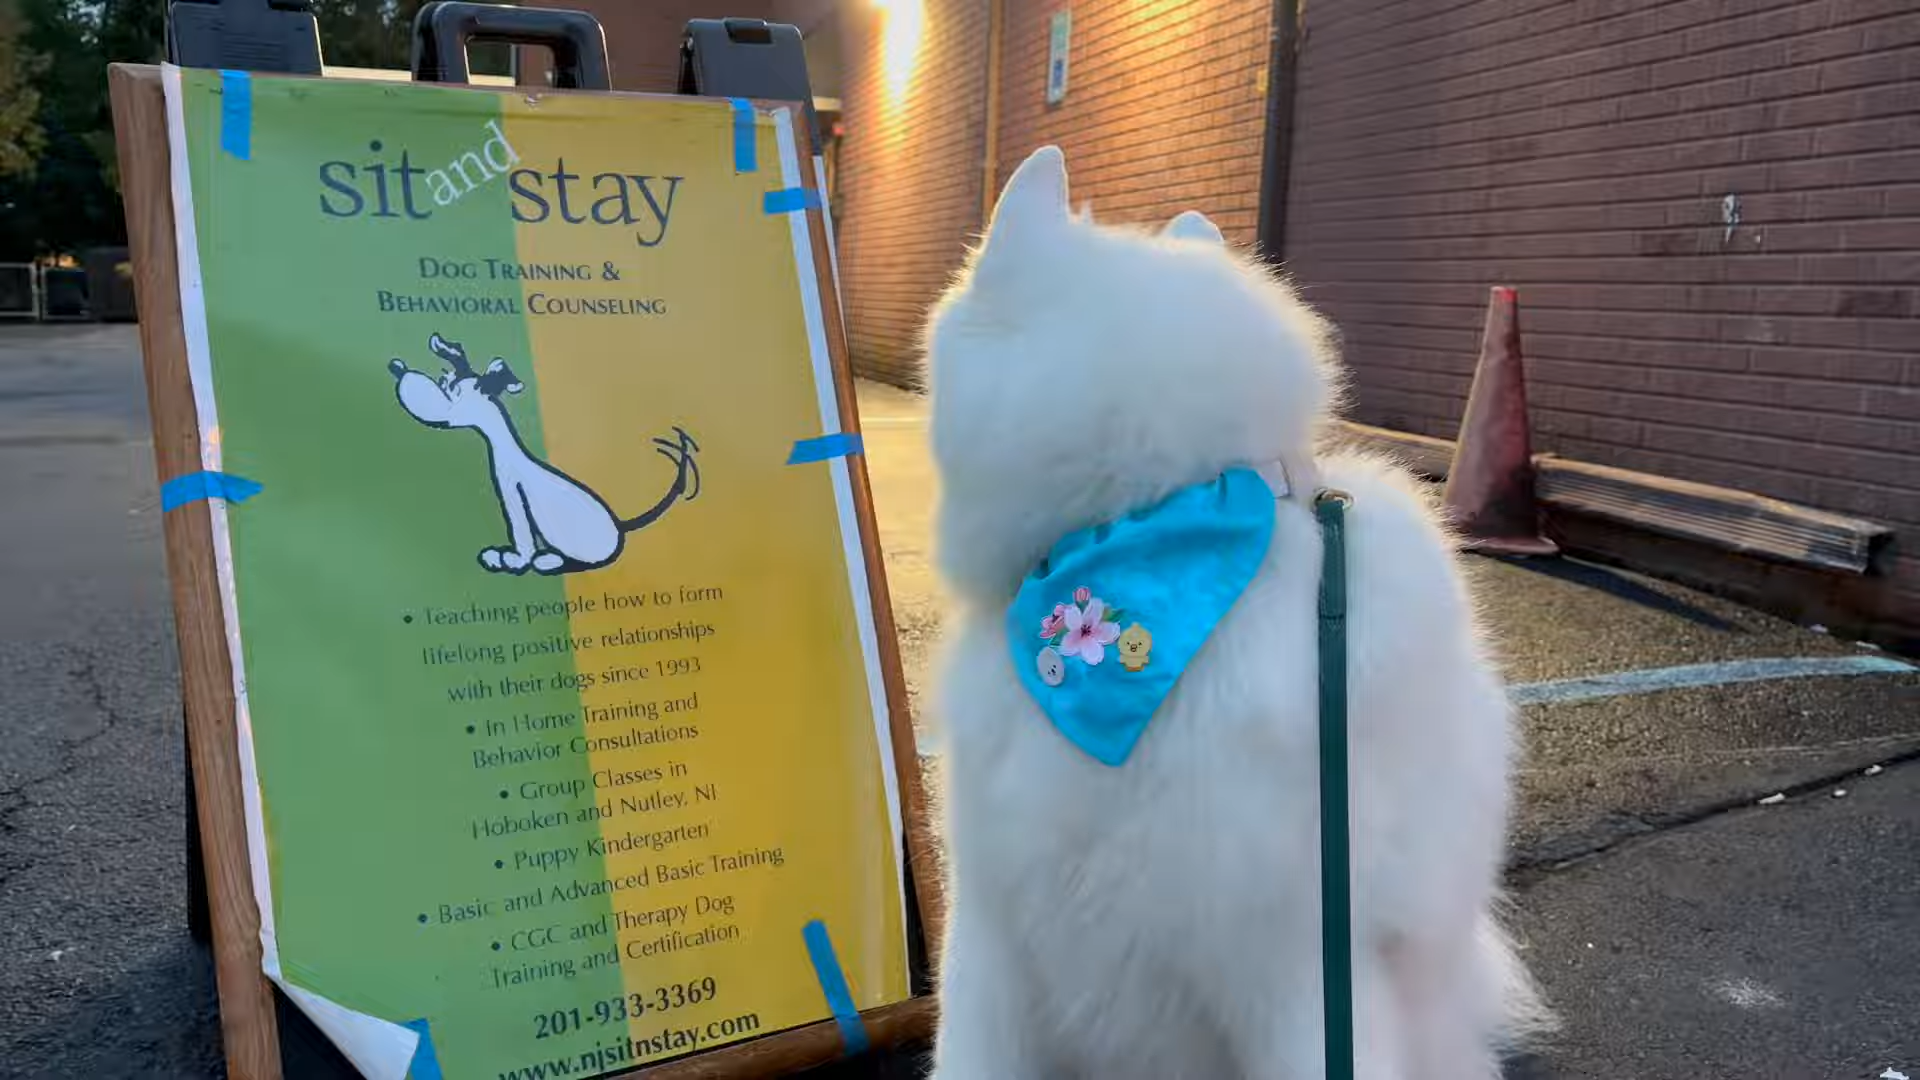 sit and stay
DOG TRAINING &
BEHAVIORAL COUNSELING
• Teaching people how to form
lifelong positive relationships
with their dogs since 1993
• In Home Training and
Behavior Consultations
• Group Classes in
Hoboken and Nutley, NJ
• Puppy Kindergarten
• Basic and Advanced Basic Training
• CGC and Therapy Dog
Training and Certification
201-933-3369
www.njsitnstay.com